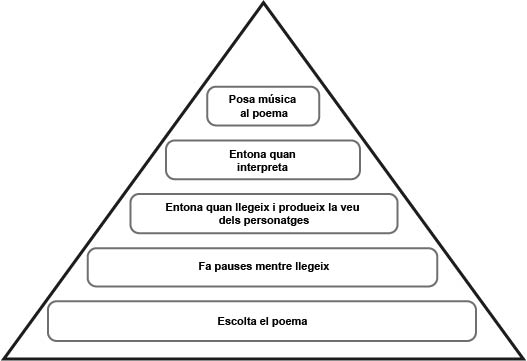 Posa música
al poema
Entona quan
interpreta
Entona quan llegeix i produeix la veu
dels personatges
Fa pauses mentre llegeix
Escolta el poema